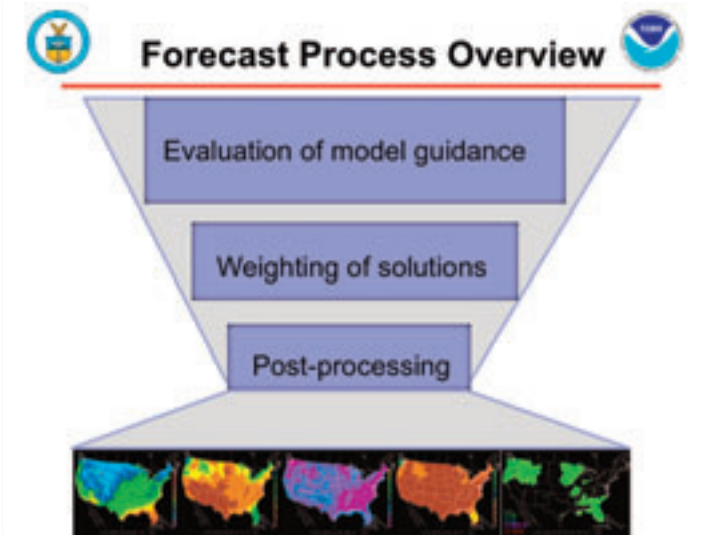 Forecast Process Overview
Evaluation of model guidance
Weighting of solutions
Post-processing